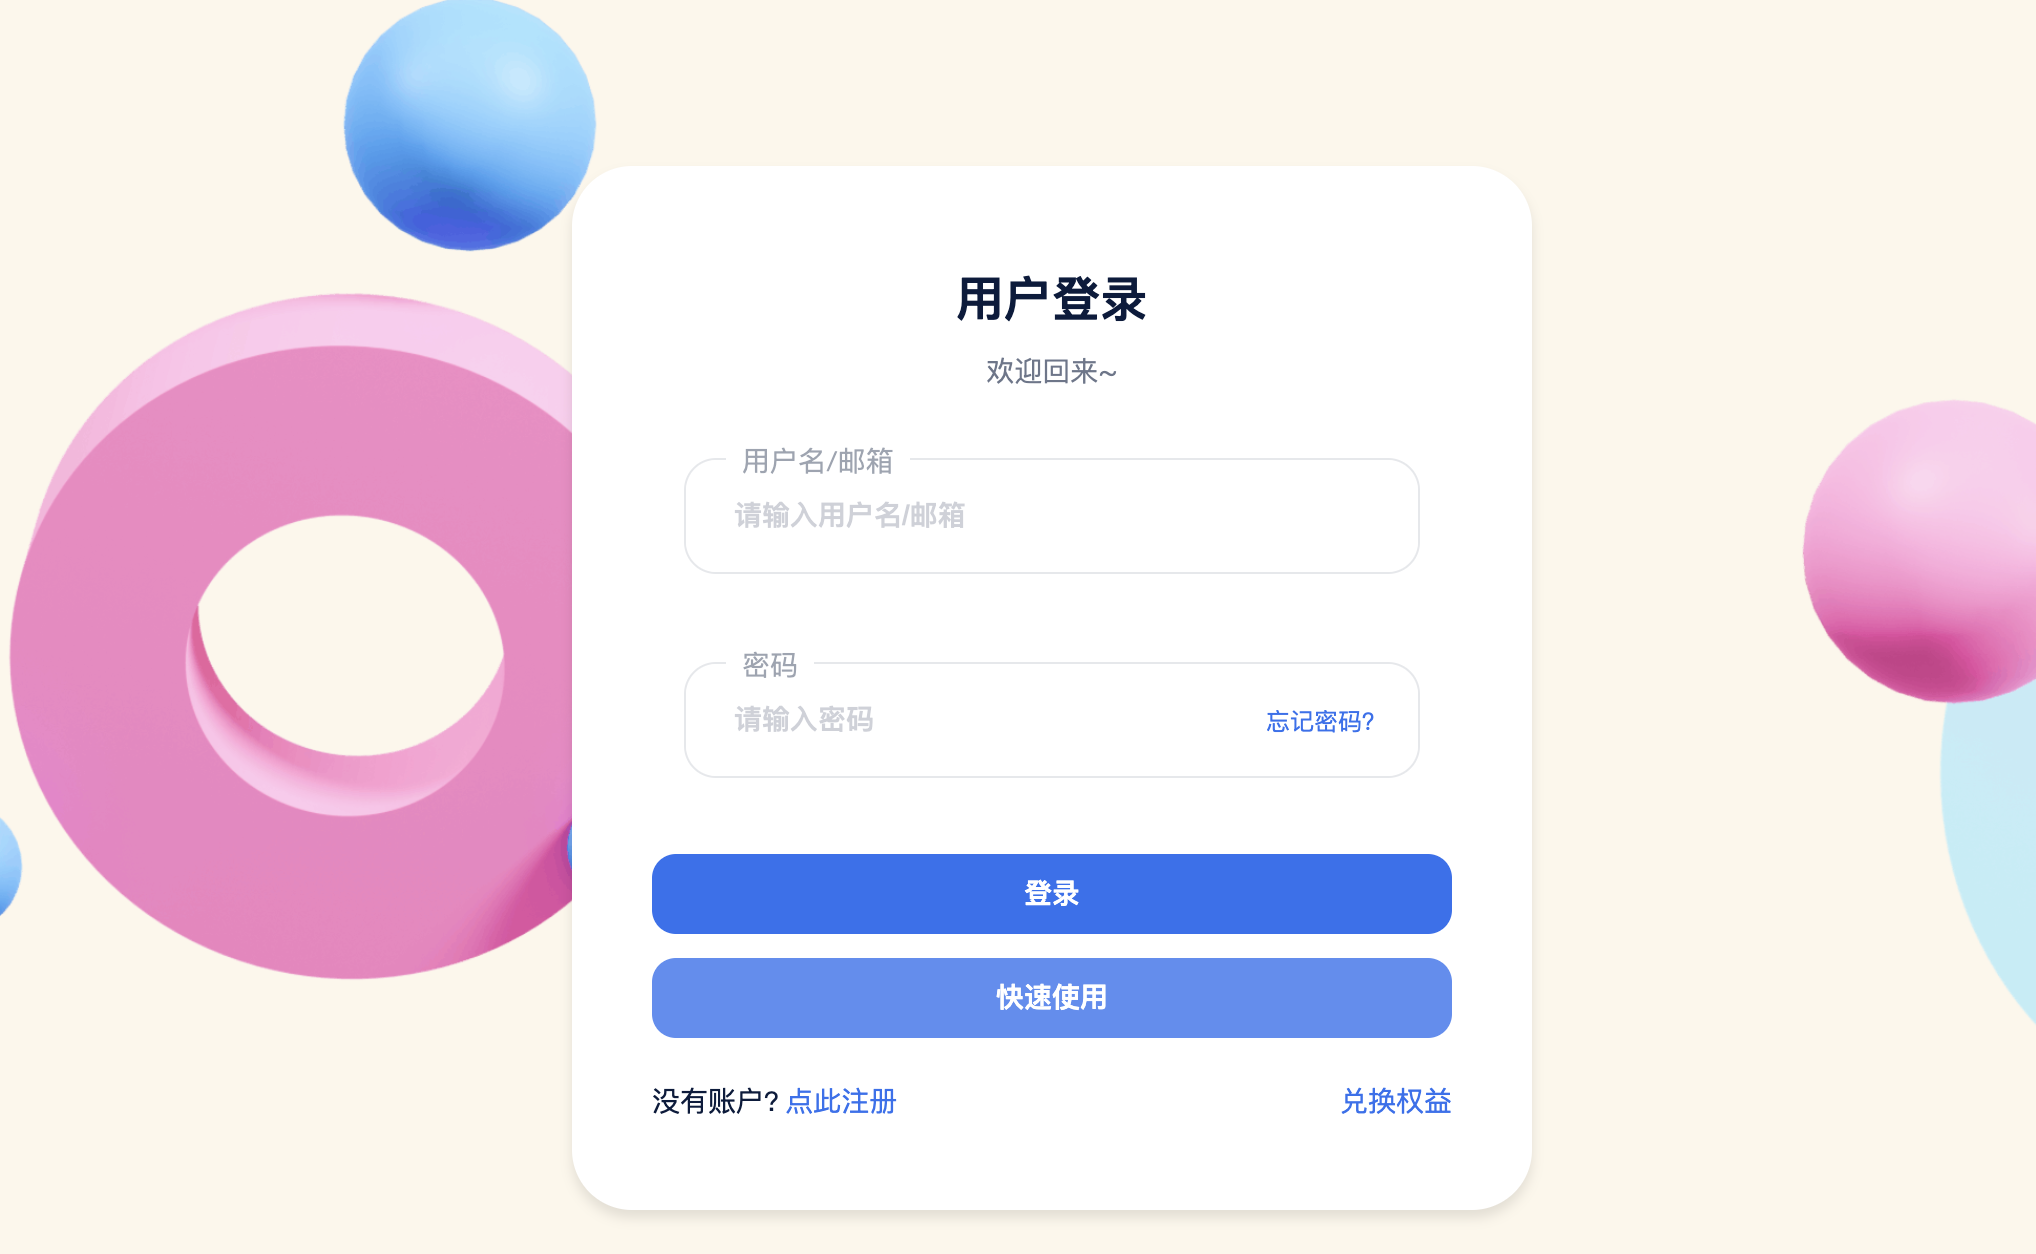 用户登录
欢迎回来~
用户名/邮箱
请输入用户名/邮箱
密码
请输入密码
忘记密码?
登录
快速使用
没有账户? 点此注册
兑换权益